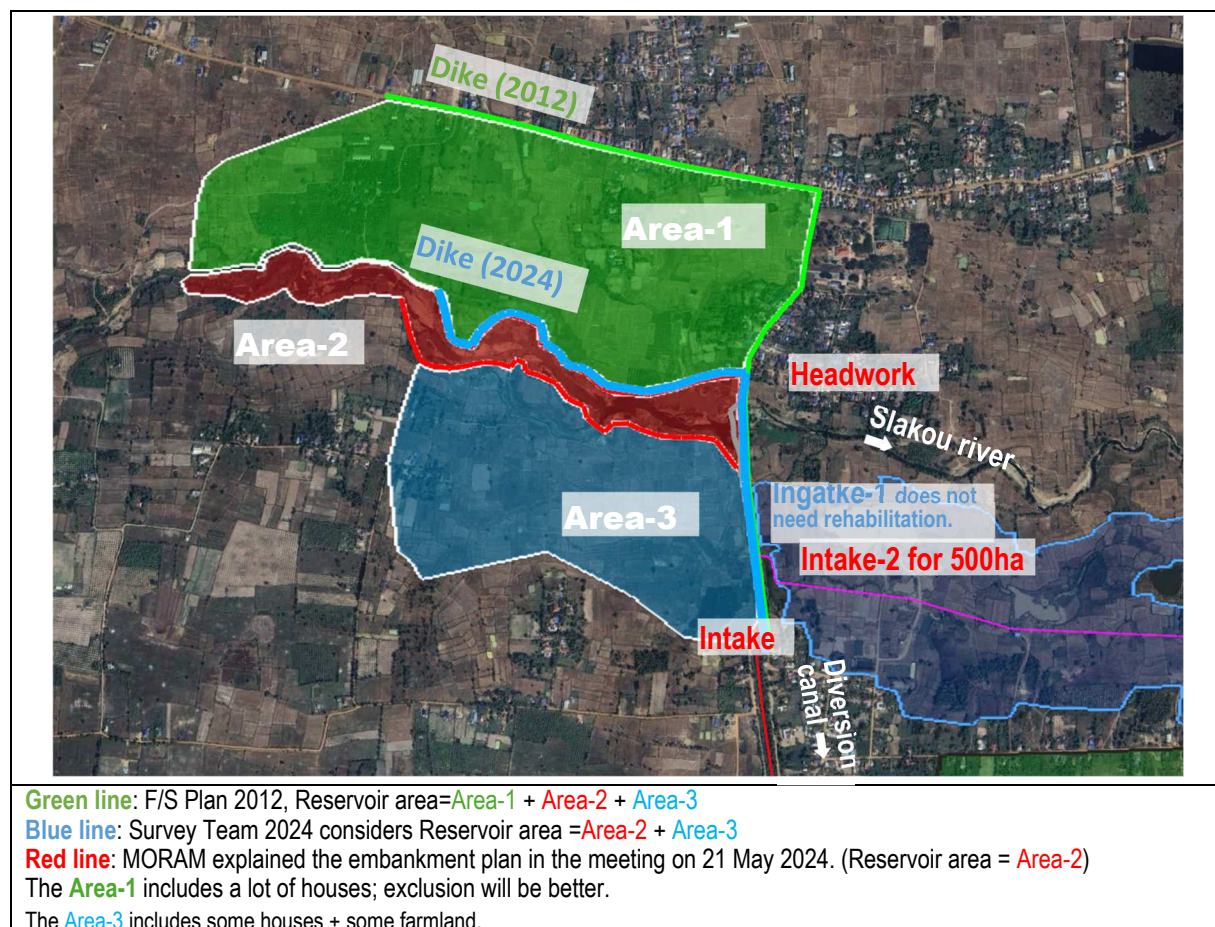 Dike (2012)
Area-1
Dike (2024)
Area-2
Headwork
Slakou river
Area-3
Ingatke-1 does not
need rehabilitation.
Intake-2 for 500ha
Intake
Diversion
canal
Green line: F/S Plan 2012, Reservoir area=Area-1 + Area-2 + Area-3
Blue line: Survey Team 2024 considers Reservoir area =Area-2 + Area-3
Red line: MORAM explained the embankment plan in the meeting on 21 May 2024. (Reservoir area = Area-2)
The Area-1 includes a lot of houses; exclusion will be better.
The Area-3 includes some houses + some farmland.